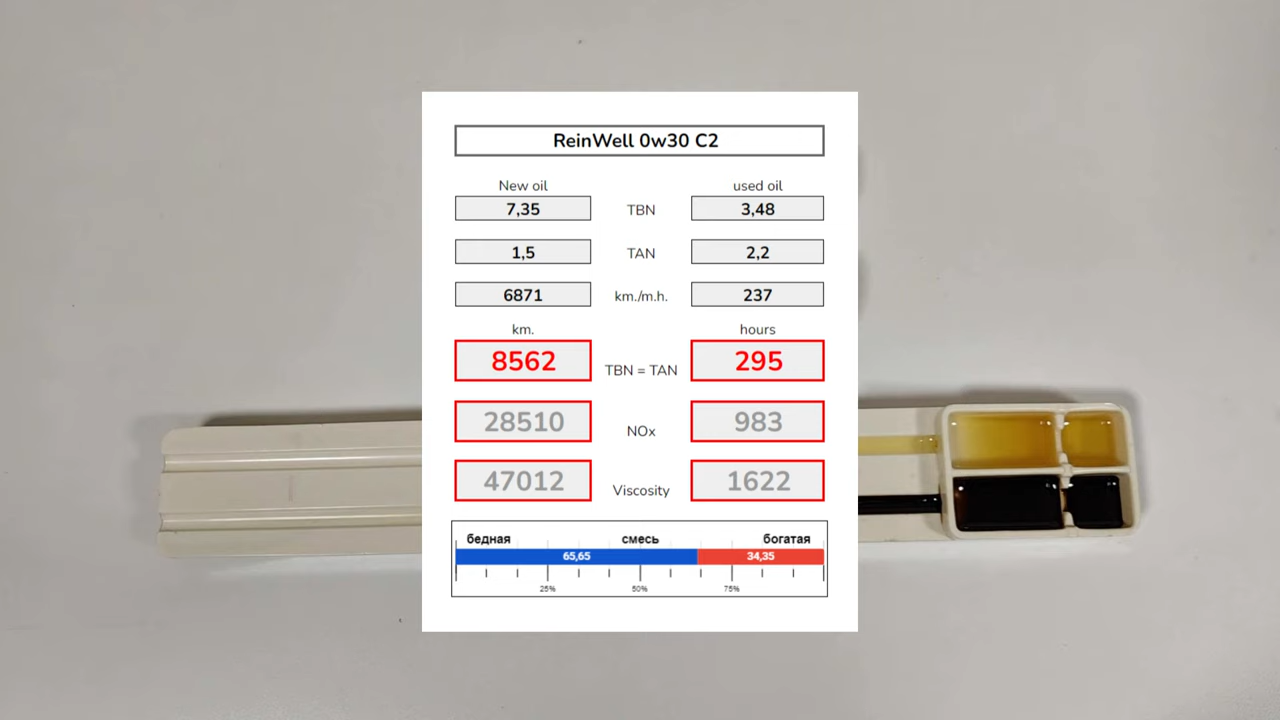 ReinWell 0w30 C2
New oil used oil
7,35 TBN 3,48
1,5 TAN 2,2
6871 km./m.h. 237
km. hours
8562 TBN = TAN 295
28510 NOx 983
47012 Viscosity 1622
бедная смесь богатая
65,65 34,35
25% 50% 75%